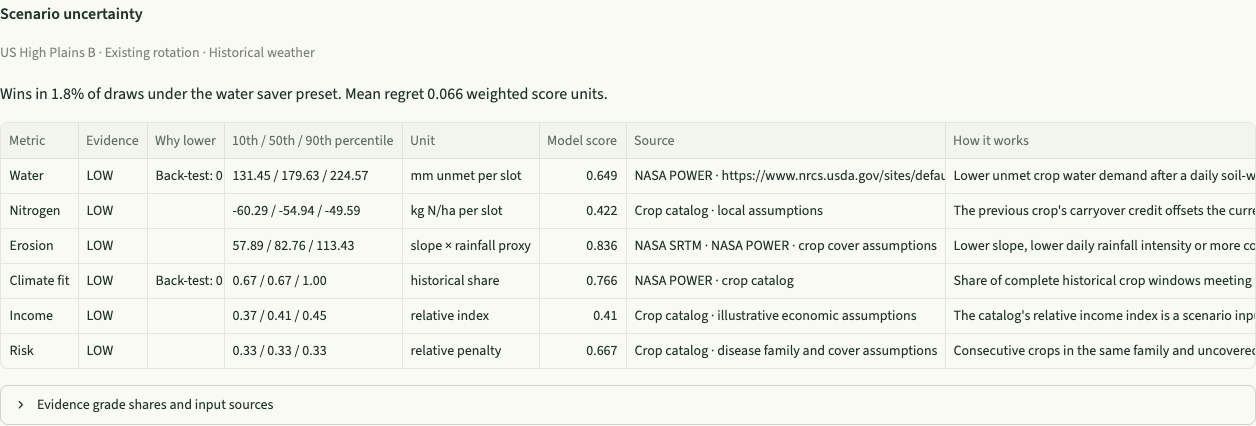 Scenario uncertainty
US High Plains B · Existing rotation · Historical weather
Wins in 1.8% of draws under the water saver preset. Mean regret 0.066 weighted score units.
Metric Evidence Why lower 10th / 50th / 90th percentile Unit Model score Source How it works
Water LOW Back-test: 0 131.45 / 179.63 / 224.57 mm unmet per slot 0.649 NASA POWER · https://www.nrcs.usda.gov/sites/defau Lower unmet crop water demand after a daily soil-w
Nitrogen LOW -60.29 / -54.94 / -49.59 kg N/ha per slot 0.422 Crop catalog · local assumptions The previous crop's carryover credit offsets the curre
Erosion LOW 57.89 / 82.76 / 113.43 slope × rainfall proxy 0.836 NASA SRTM · NASA POWER · crop cover assumptions Lower slope, lower daily rainfall intensity or more co
Climate fit LOW Back-test: 0 0.67 / 0.67 / 1.00 historical share 0.766 NASA POWER · crop catalog Share of complete historical crop windows meeting
Income LOW 0.37 / 0.41 / 0.45 relative index 0.41 Crop catalog · illustrative economic assumptions The catalog's relative income index is a scenario inpu
Risk LOW 0.33 / 0.33 / 0.33 relative penalty 0.667 Crop catalog · disease family and cover assumptions Consecutive crops in the same family and uncovered
Evidence grade shares and input sources